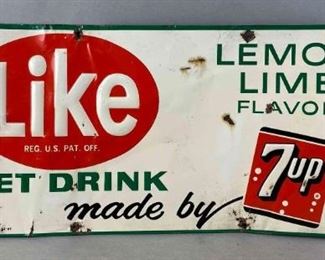 Like
REG. U.S. PAT. OFF.
ET DRINK
made by
LEMO
LIME
FLAVO
7up